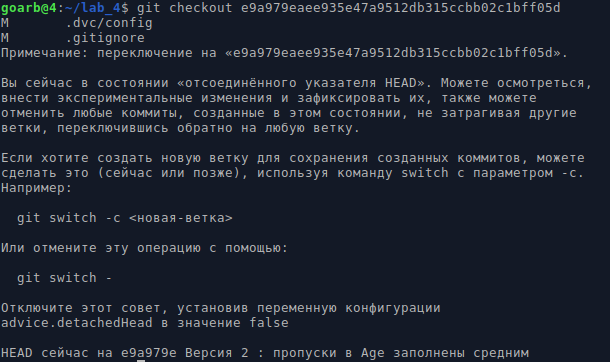 goarb@4:~/lab_4$ git checkout e9a979eaee935e47a9512db315ccbb02c1bff05d
M       .dvc/config
M       .gitignore
Примечание: переключение на «e9a979eaee935e47a9512db315ccbb02c1bff05d».
Вы сейчас в состоянии «отсоединённого указателя HEAD». Можете осмотреться,
внести экспериментальные изменения и зафиксировать их, также можете
отменить любые коммиты, созданные в этом состоянии, не затрагивая другие
ветки, переключившись обратно на любую ветку.
Если хотите создать новую ветку для сохранения созданных коммитов, можете
сделать это (сейчас или позже), используя команду switch с параметром -c.
Например:
  git switch -c <новая-ветка>
Или отмените эту операцию с помощью:
  git switch -
Отключите этот совет, установив переменную конфигурации
advice.detachedHead в значение false
HEAD сейчас на e9a979e Версия 2 : пропуски в Age заполнены средним